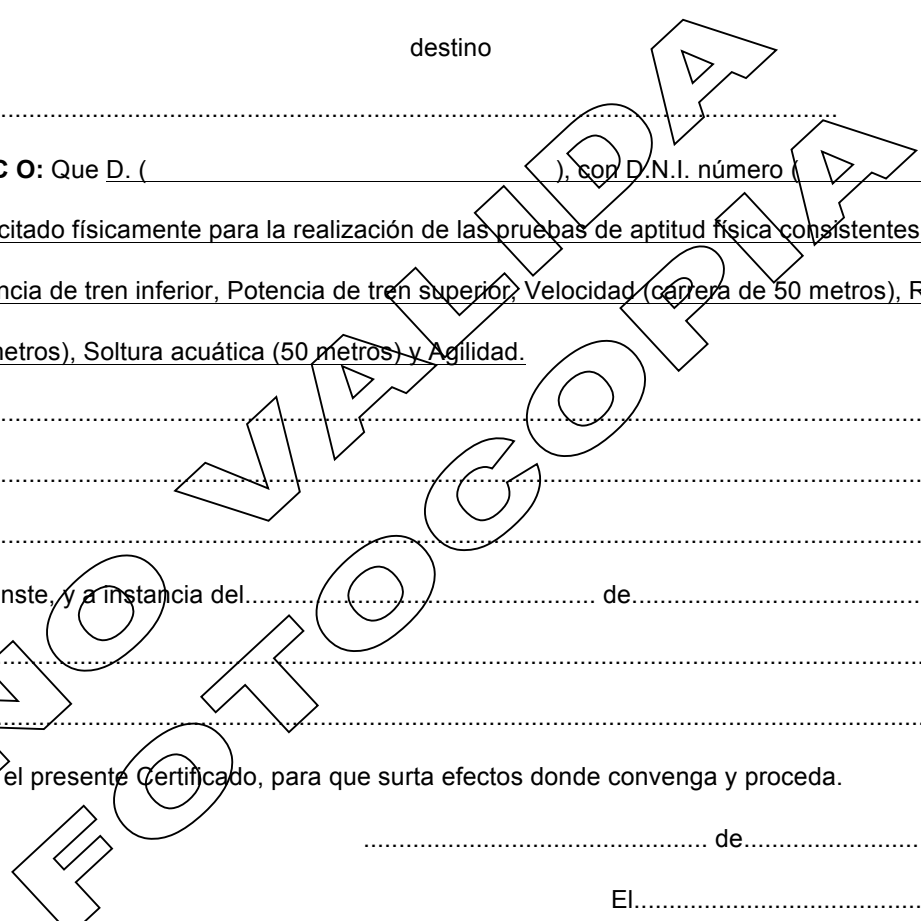 destino
................................................................
C O: Que D. ( ), con D.N.I. número (
citado físicamente para la realización de las pruebas de aptitud física consistentes
ncia de tren inferior, Potencia de tren superior, Velocidad (carrera de 50 metros), R
metros), Soltura acuática (50 metros) y Agilidad.
................................................................
................................................................
................................................................
nste, y a instancia del.................................................... de...........................................
................................................................
................................................................
el presente Certificado, para que surta efectos donde convenga y proceda.
.................................................. de..........................
El..........................................
NO VALIDA
FOTOCOPIA